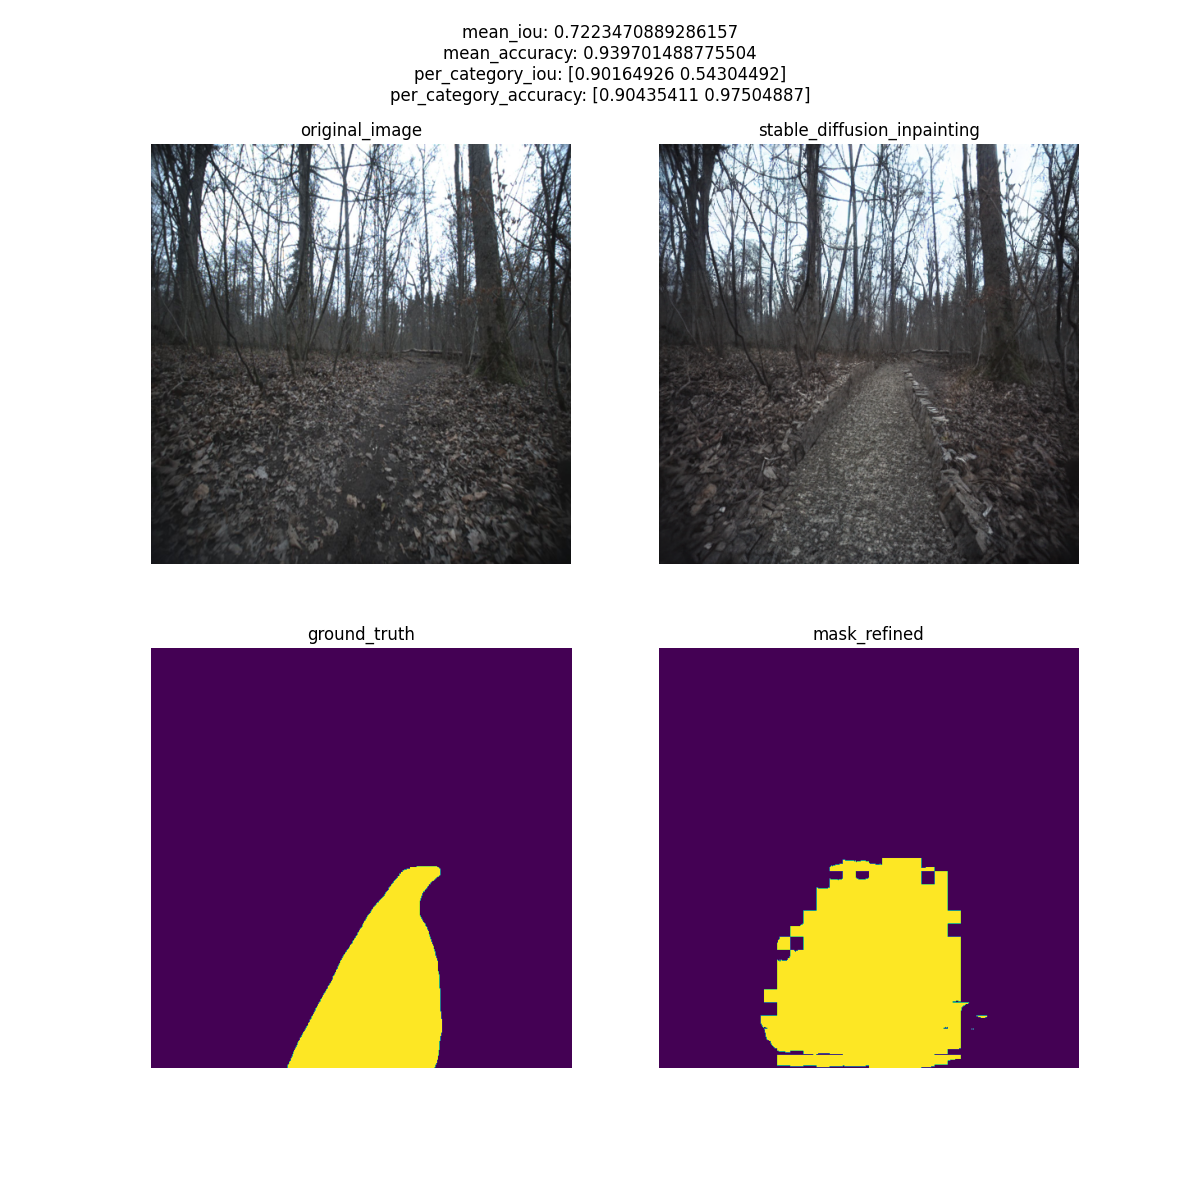 mean_iou: 0.7223470889286157
mean_accuracy: 0.939701488775504
per_category_iou: [0.90164926 0.54304492]
per_category_accuracy: [0.90435411 0.97504887]
original_image
stable_diffusion_inpainting
ground_truth
mask_refined